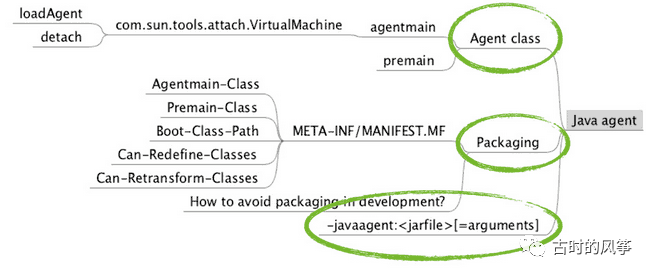 loadAgent
detach
com.sun.tools.attach.VirtualMachine
agentmain
premain
Agent class
Agentmain-Class
Premain-Class
Boot-Class-Path
Can-Redefine-Classes
Can-Retransform-Classes
META-INF/MANIFEST.MF
Packaging
Java agent
How to avoid packaging in development?
-javaagent:<jarfile>[=arguments]
古时的风筝